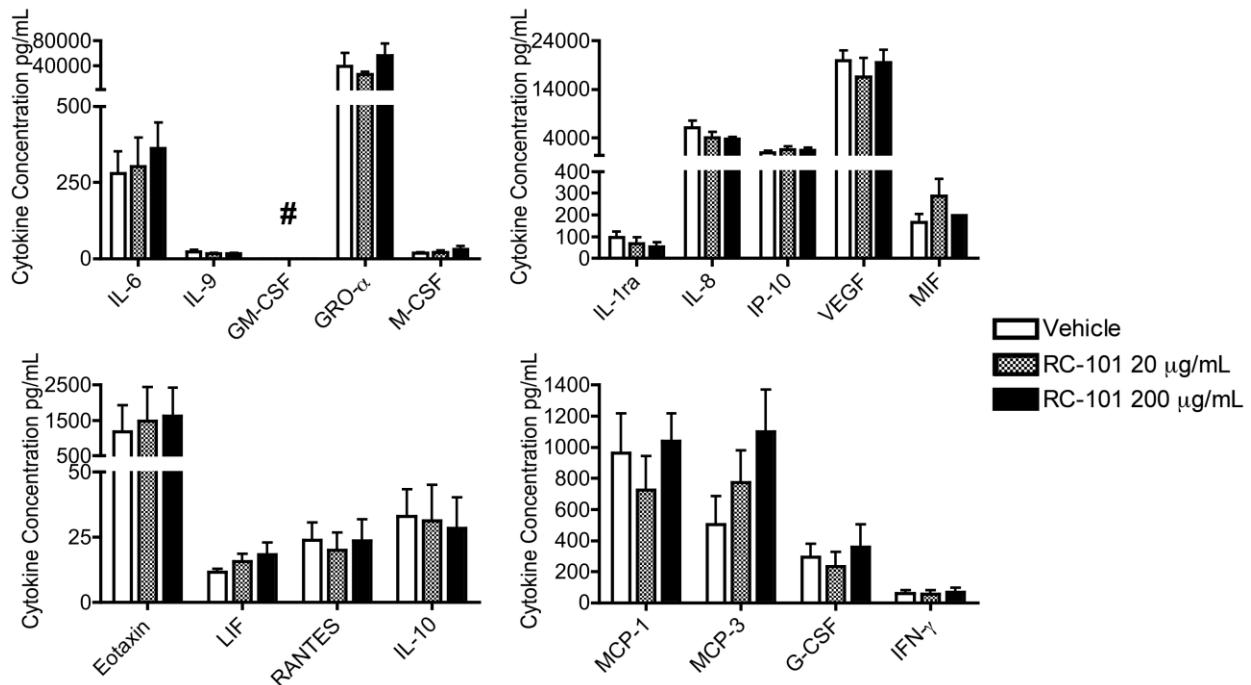 Cytokine Concentration pg/mL
80000
40000
500
250
0
#
IL-6
IL-9
GM-CSF
GRO-α
M-CSF
Cytokine Concentration pg/mL
24000
14000
4000
400
300
200
100
0
IL-1ra
IL-8
IP-10
VEGF
MIF
Vehicle
RC-101 20 μg/mL
RC-101 200 μg/mL
Cytokine Concentration pg/mL
2500
1500
500
50
25
0
Eotaxin
LIF
RANTES
IL-10
Cytokine Concentration pg/mL
1400
1200
1000
800
600
400
200
0
MCP-1
MCP-3
G-CSF
IFN-γ